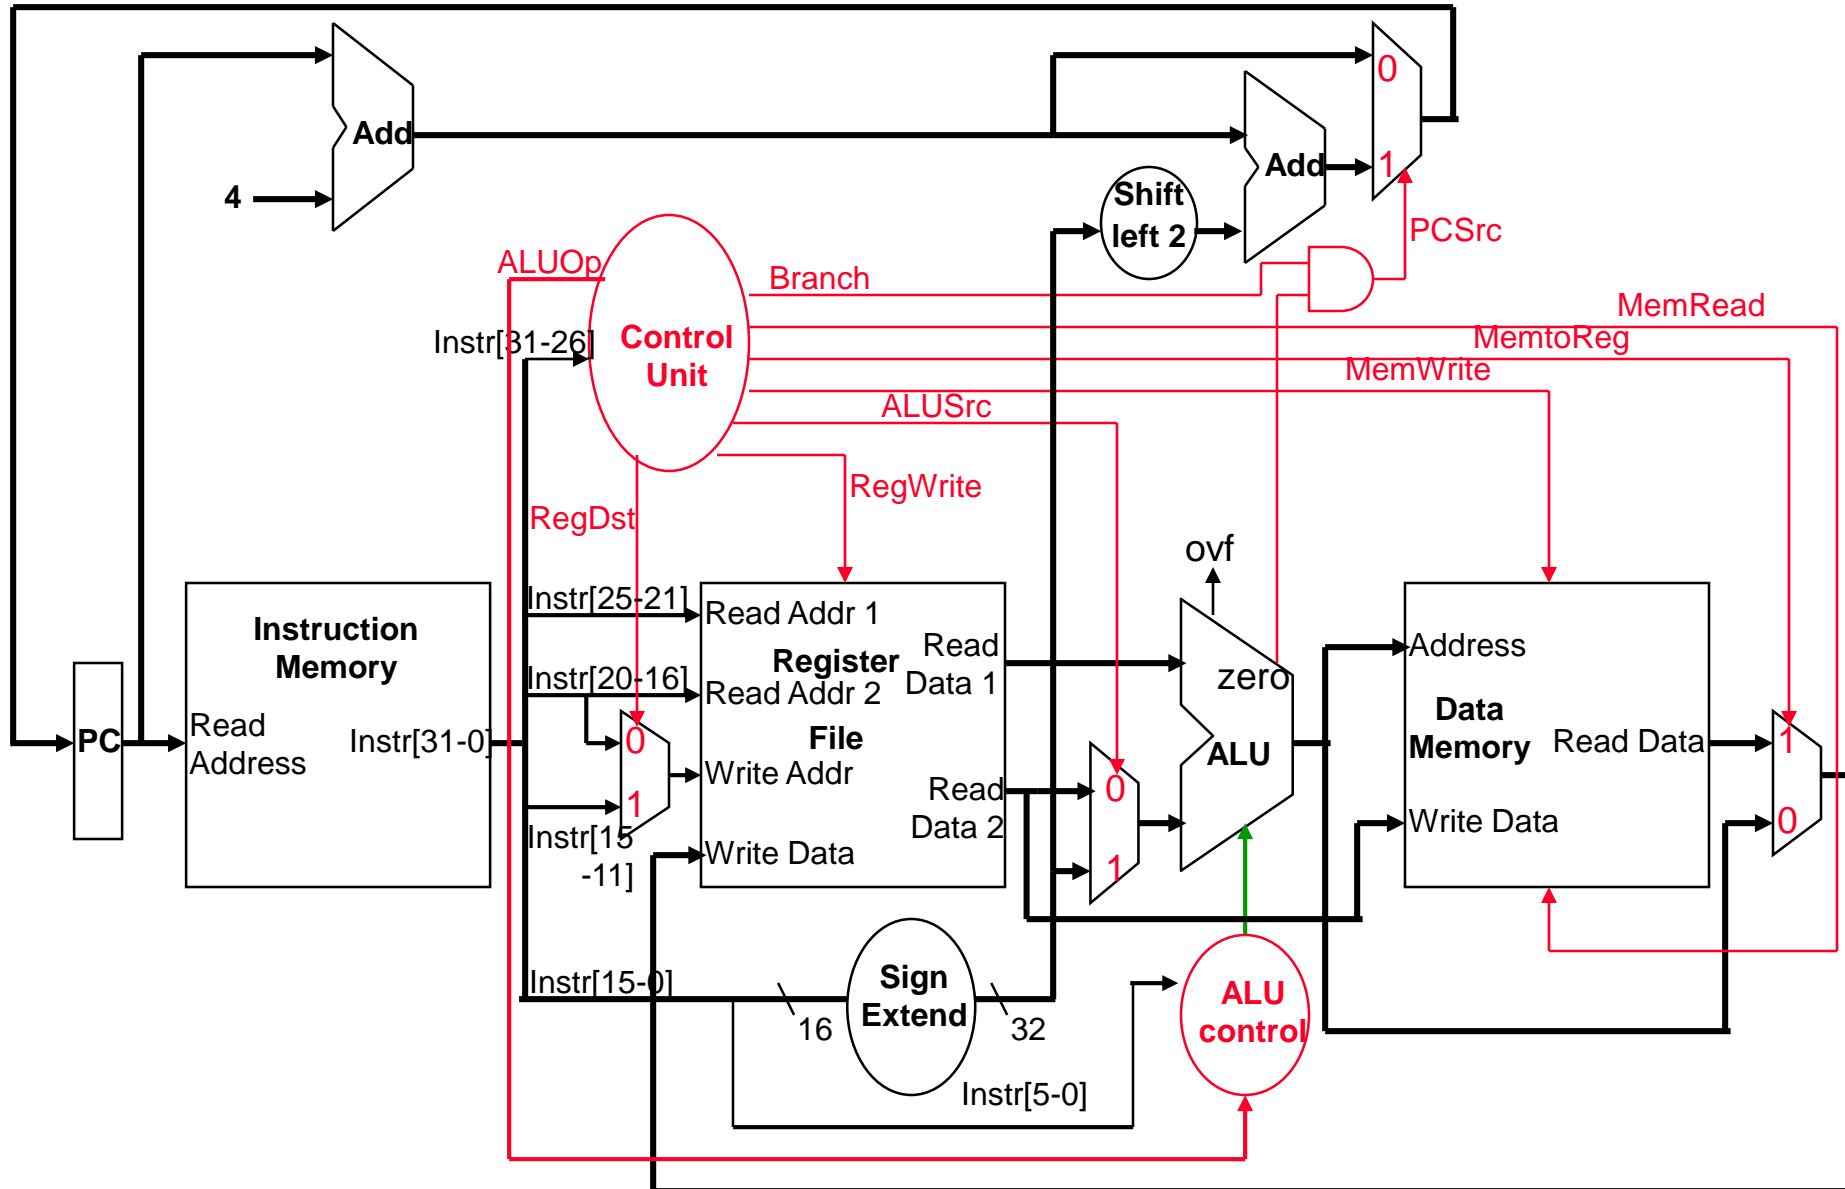 0
Add
Add
1
4
Shift
left 2
PCSrc
ALUOp
Branch
MemRead
Instr[31-26]
Control
Unit
MemtoReg
MemWrite
ALUSrc
RegWrite
RegDst
ovf
Instr[25-21]
Read Addr 1
Instruction
Memory
Register
Read
Data 1
Address
zero
Instr[20-16]
Read Addr 2
PC
Read
Address
Instr[31-0]
0
File
Data
Memory
Read Data
1
ALU
Write Addr
1
Read
Data 2
0
Write Data
0
Instr[15
-11]
Write Data
1
Instr[15-0]
Sign
Extend
16
32
ALU
control
Instr[5-0]